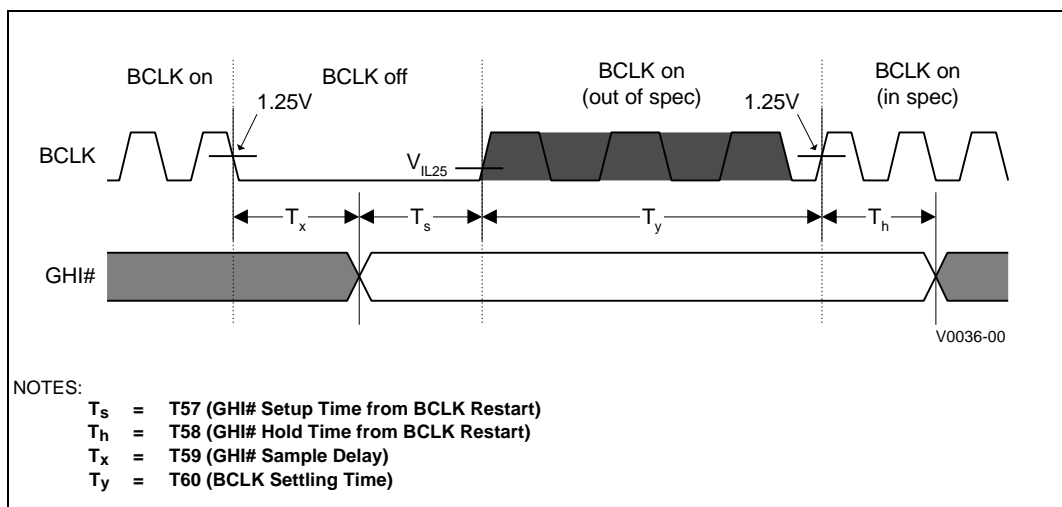 BCLK on
BCLK off
BCLK on
(out of spec)
BCLK on
(in spec)
1.25V
1.25V
BCLK
VIL25
Tx
Ts
Ty
Th
GHI#
V0036-00
NOTES:
Ts = T57 (GHI# Setup Time from BCLK Restart)
Th = T58 (GHI# Hold Time from BCLK Restart)
Tx = T59 (GHI# Sample Delay)
Ty = T60 (BCLK Settling Time)